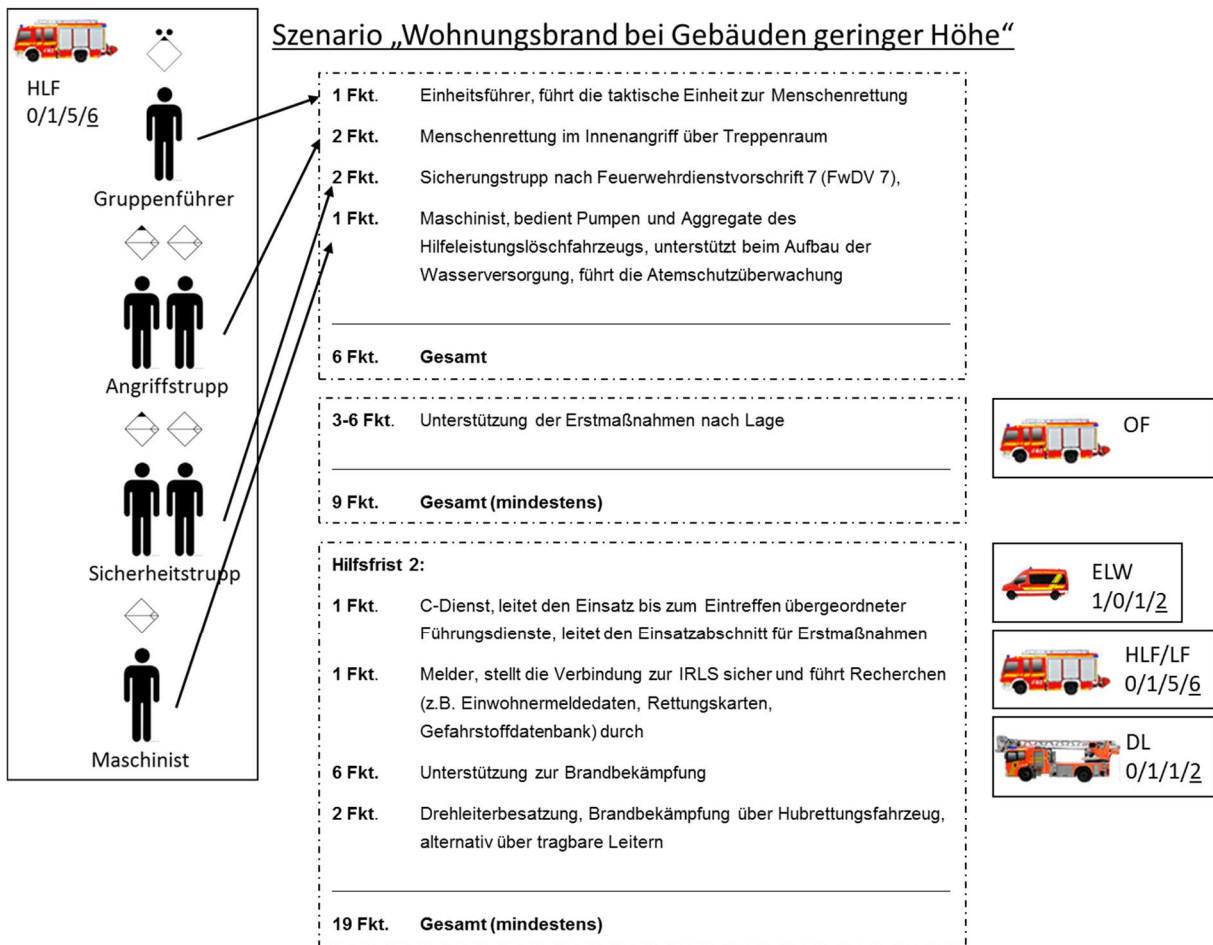 Szenario „Wohnungsbrand bei Gebäuden geringer Höhe“
HLF
0/1/5/6
Gruppenführer
Angriffstrupp
Sicherheitstrupp
Maschinist
1 Fkt. Einheitsführer, führt die taktische Einheit zur Menschenrettung
2 Fkt. Menschenrettung im Innenangriff über Treppenraum
2 Fkt. Sicherungstrupp nach Feuerwehrdienstvorschrift 7 (FwDV 7),
1 Fkt. Maschinist, bedient Pumpen und Aggregate des
Hilfeleistungslöschfahrzeugs, unterstützt beim Aufbau der
Wasserversorgung, führt die Atemschutzüberwachung
6 Fkt. Gesamt
3-6 Fkt. Unterstützung der Erstmaßnahmen nach Lage
9 Fkt. Gesamt (mindestens)
OF
Hilfsfrist 2:
1 Fkt. C-Dienst, leitet den Einsatz bis zum Eintreffen übergeordneter
Führungsdienste, leitet den Einsatzabschnitt für Erstmaßnahmen
1 Fkt. Melder, stellt die Verbindung zur IRLS sicher und führt Recherchen
(z.B. Einwohnermeldedaten, Rettungskarten,
Gefahrstoffdatenbank) durch
6 Fkt. Unterstützung zur Brandbekämpfung
2 Fkt. Drehleiterbesatzung, Brandbekämpfung über Hubrettungsfahrzeug,
alternativ über tragbare Leitern
19 Fkt. Gesamt (mindestens)
ELW
1/0/1/2
HLF/LF
0/1/5/6
DL
0/1/1/2